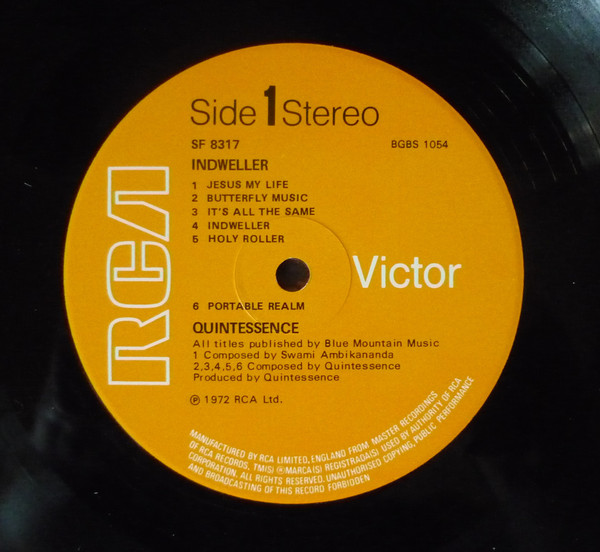 Side 1 Stereo
SF 8317
BGBS 1054
INDWELLER
1 JESUS MY LIFE
2 BUTTERFLY MUSIC
3 IT'S ALL THE SAME
4 INDWELLER
5 HOLY ROLLER
RCA
Victor
6 PORTABLE REALM
QUINTESSENCE
All titles published by Blue Mountain Music
1 Composed by Swami Ambikananda
2,3,4,5,6 Composed by Quintessence
Produced by Quintessence
Ⓟ 1972 RCA Ltd.
MANUFACTURED BY RCA LIMITED, ENGLAND FROM MASTER RECORDINGS
OF RCA RECORDS, TM(S) ® MARCA(S) REGISTRADA(S) USED BY AUTHORITY OF RCA
CORPORATION. ALL RIGHTS RESERVED. UNAUTHORISED COPYING, PUBLIC PERFORMANCE
AND BROADCASTING OF THIS RECORD FORBIDDEN